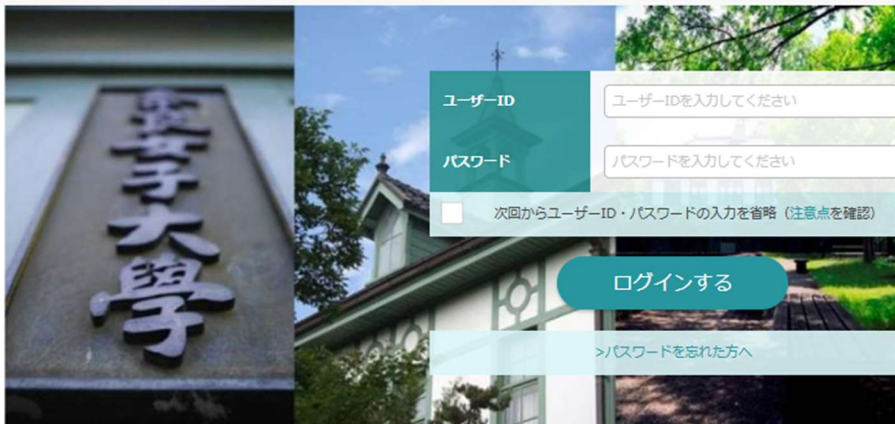 奈良女子大學
ユーザーID
ユーザーIDを入力してください
パスワード
パスワードを入力してください
次回からユーザーID・パスワードの入力を省略（注意点を確認）
ログインする
>パスワードを忘れた方へ